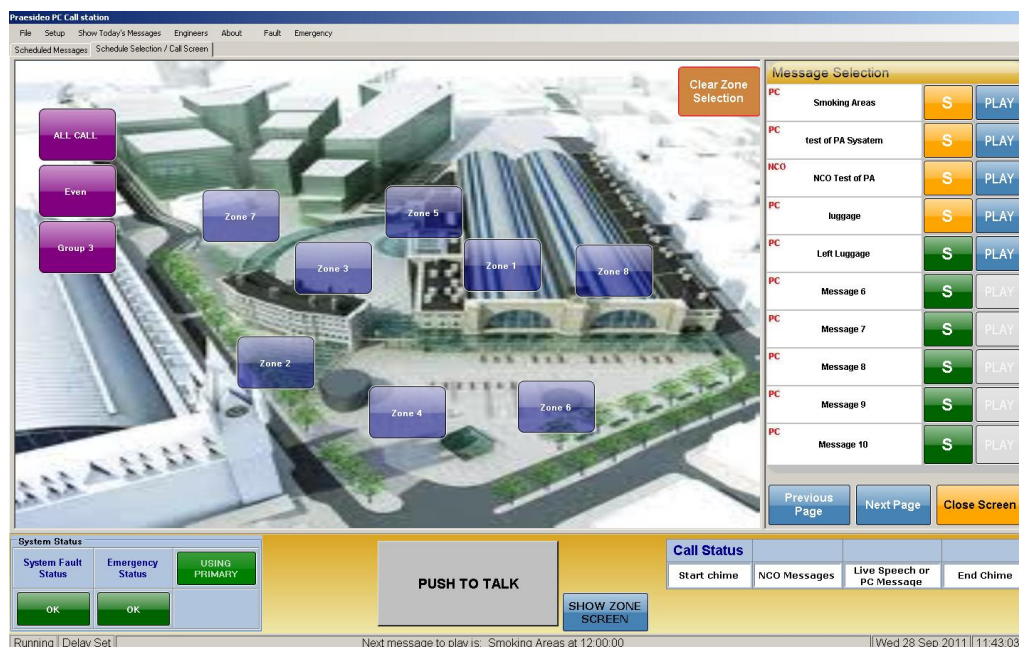 Praesideo PC Call station
File Setup Show Today's Messages Engineers About Fault Emergency
Scheduled Messages Schedule Selection / Call Screen
Clear Zone
Selection
ALL CALL
Even
Group 3
Zone 7
Zone 5
Zone 3
Zone 1
Zone 8
Zone 2
Zone 4
Zone 6
Message Selection
PC Smoking Areas S PLAY
PC test of PA Sysatem S PLAY
NCO NCO Test of PA S PLAY
PC luggage S PLAY
PC Left Luggage S PLAY
PC Message 6 S PLAY
PC Message 7 S PLAY
PC Message 8 S PLAY
PC Message 9 S PLAY
PC Message 10 S PLAY
Previous
Page
Next Page
Close Screen
System Status
System Fault
Status
Emergency
Status
USING
PRIMARY
OK
OK
PUSH TO TALK
SHOW ZONE
SCREEN
Call Status
Start chime
NCO Messages
Live Speech or
PC Message
End Chime
Running Delay Set Next message to play is: Smoking Areas at 12:00:00 Wed 28 Sep 2011 11:43:03